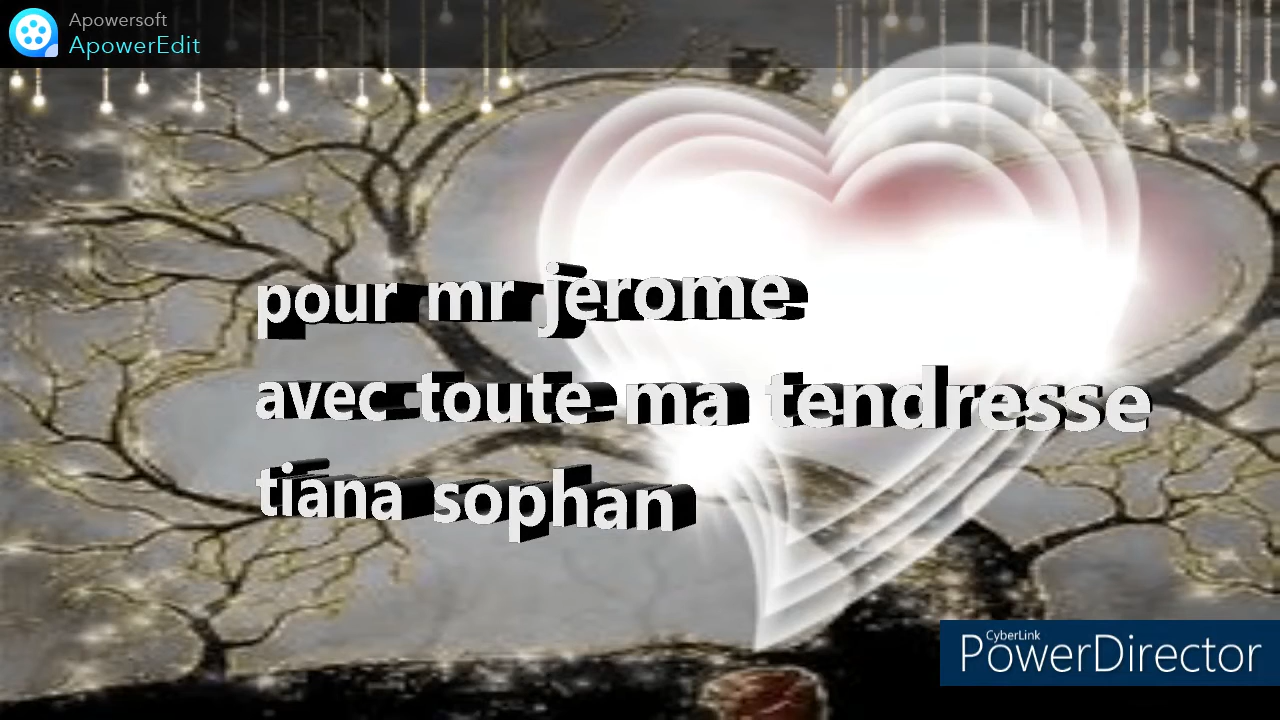 Apowersoft
ApowerEdit
pour mr jerome
avec toute ma tendresse
tiana sophan
CyberLink
PowerDirector